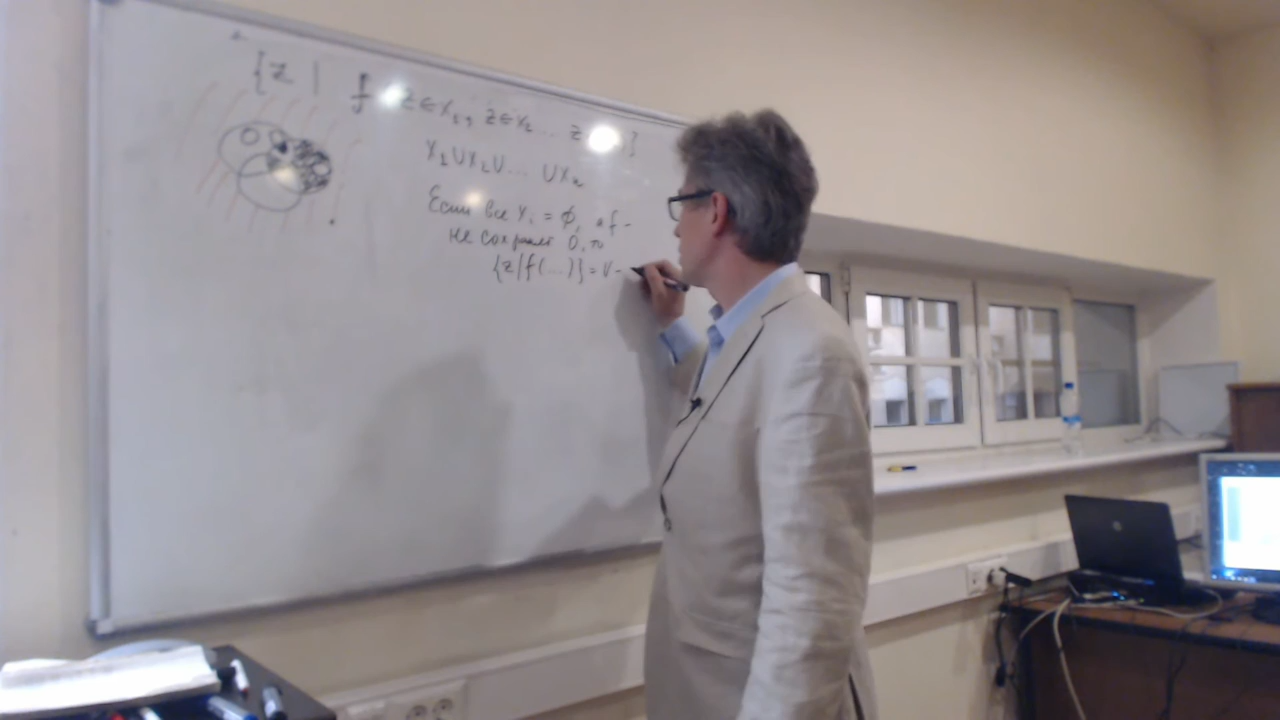 {z | f z∈X₁, z∈X₂ ... z }
X₁∪X₂∪... ∪Xₙ
Если все Xᵢ = ∅, а f -
не сохраняет 0, то
{z|f(...)} = V -